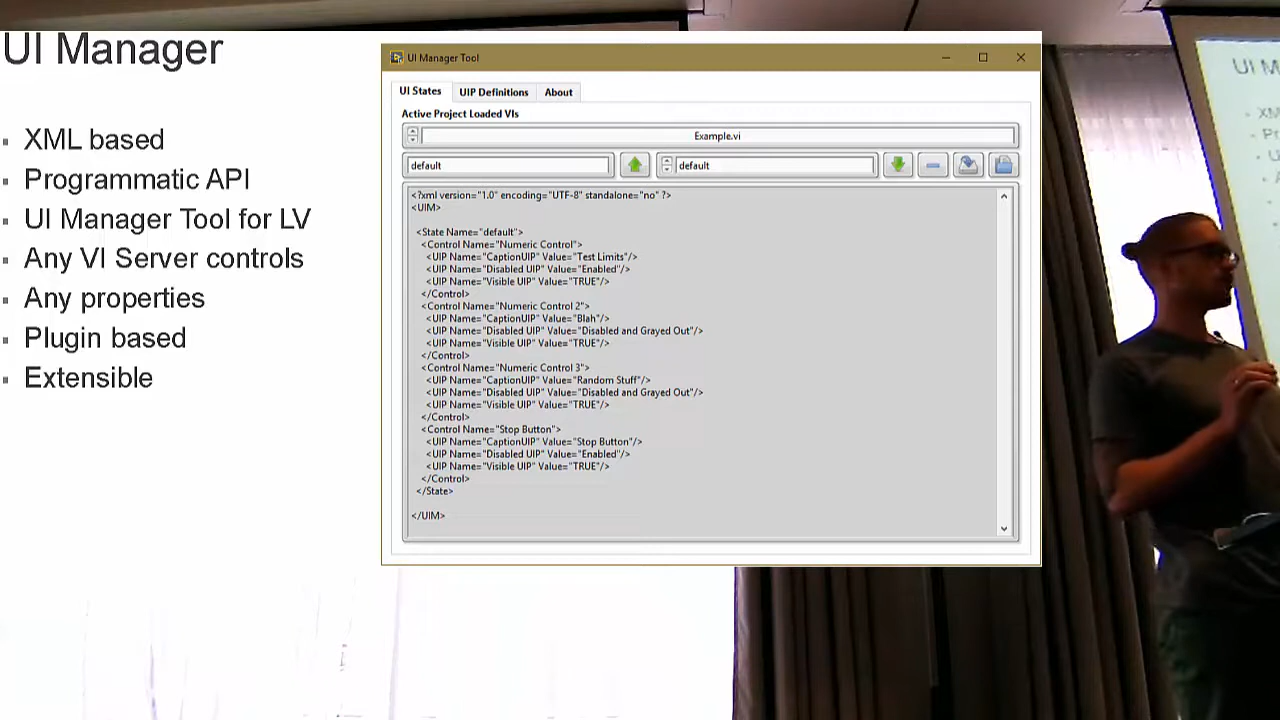 UI Manager
▪ XML based
▪ Programmatic API
▪ UI Manager Tool for LV
▪ Any VI Server controls
▪ Any properties
▪ Plugin based
▪ Extensible
UI Manager Tool
UI States UIP Definitions About
Active Project Loaded VIs
Example.vi
default default
<?xml version="1.0" encoding="UTF-8" standalone="no" ?>
<UIM>
<State Name="default">
<Control Name="Numeric Control">
<UIP Name="CaptionUIP" Value="Test Limits"/>
<UIP Name="Disabled UIP" Value="Enabled"/>
<UIP Name="Visible UIP" Value="TRUE"/>
</Control>
<Control Name="Numeric Control 2">
<UIP Name="CaptionUIP" Value="Blah"/>
<UIP Name="Disabled UIP" Value="Disabled and Grayed Out"/>
<UIP Name="Visible UIP" Value="TRUE"/>
</Control>
<Control Name="Numeric Control 3">
<UIP Name="CaptionUIP" Value="Random Stuff"/>
<UIP Name="Disabled UIP" Value="Disabled and Grayed Out"/>
<UIP Name="Visible UIP" Value="TRUE"/>
</Control>
<Control Name="Stop Button">
<UIP Name="CaptionUIP" Value="Stop Button"/>
<UIP Name="Disabled UIP" Value="Enabled"/>
<UIP Name="Visible UIP" Value="TRUE"/>
</Control>
</State>
</UIM>
UI M